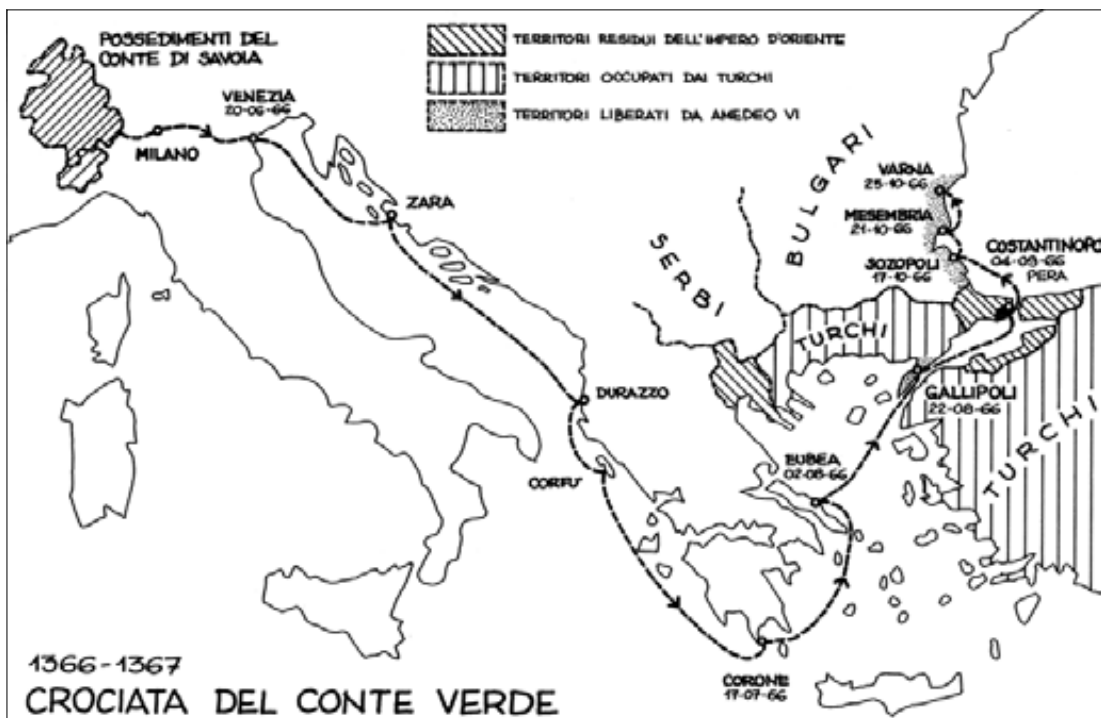 POSSEDIMENTI DEL
CONTE DI SAVOIA
TERRITORI RESIDUI DELL'IMPERO D'ORIENTE
TERRITORI OCCUPATI DAI TURCHI
TERRITORI LIBERATI DA AMEDEO VI
VENEZIA
20-06-66
MILANO
ZARA
DURAZZO
CORFU'
SERBI
BULGARI
VARNA
25-10-66
MESEMBRIA
21-10-66
SOZOPOLI
17-10-66
COSTANTINOPO
04-09-66
PERA
TURCHI
GALLIPOLI
22-08-66
TURCHI
EUBEA
02-08-66
CORONE
17-07-66
1366-1367
CROCIATA DEL CONTE VERDE